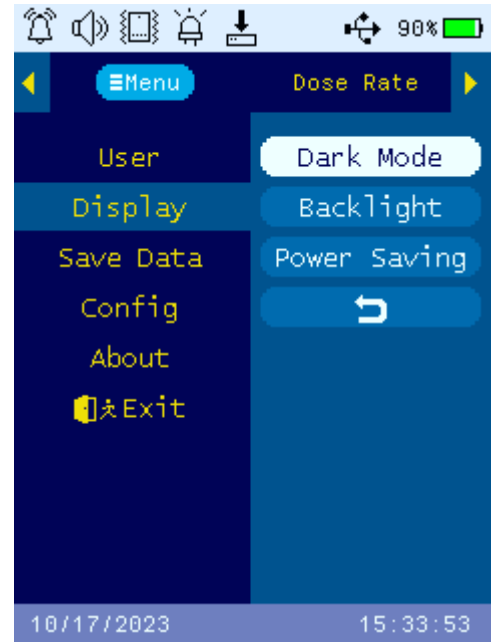 90%
≡Menu Dose Rate
User
Display
Save Data
Config
About
Exit
Dark Mode
Backlight
Power Saving
10/17/2023 15:33:53